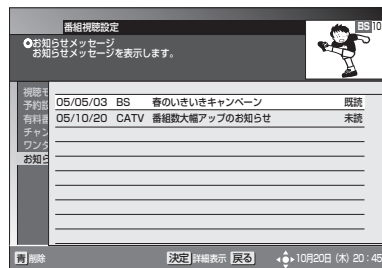 番組視聴設定
BS10
お知らせメッセージ
お知らせメッセージを表示します。
視聴モ
予約設
05/05/03 BS 春のいきいきキャンペーン 既読
有料番
05/10/20 CATV 番組数大幅アップのお知らせ 未読
チャン
ワンタ
お知ら
青 削除 決定 詳細表示 戻る 10月20日 (木) 20:45